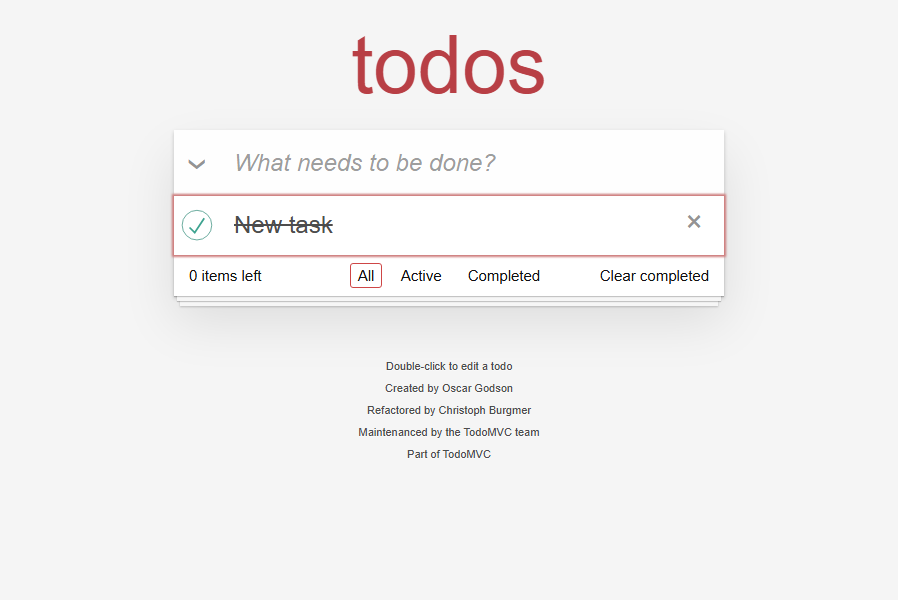 todos
What needs to be done?
New task
0 items left All Active Completed Clear completed
Double-click to edit a todo
Created by Oscar Godson
Refactored by Christoph Burgmer
Maintenanced by the TodoMVC team
Part of TodoMVC